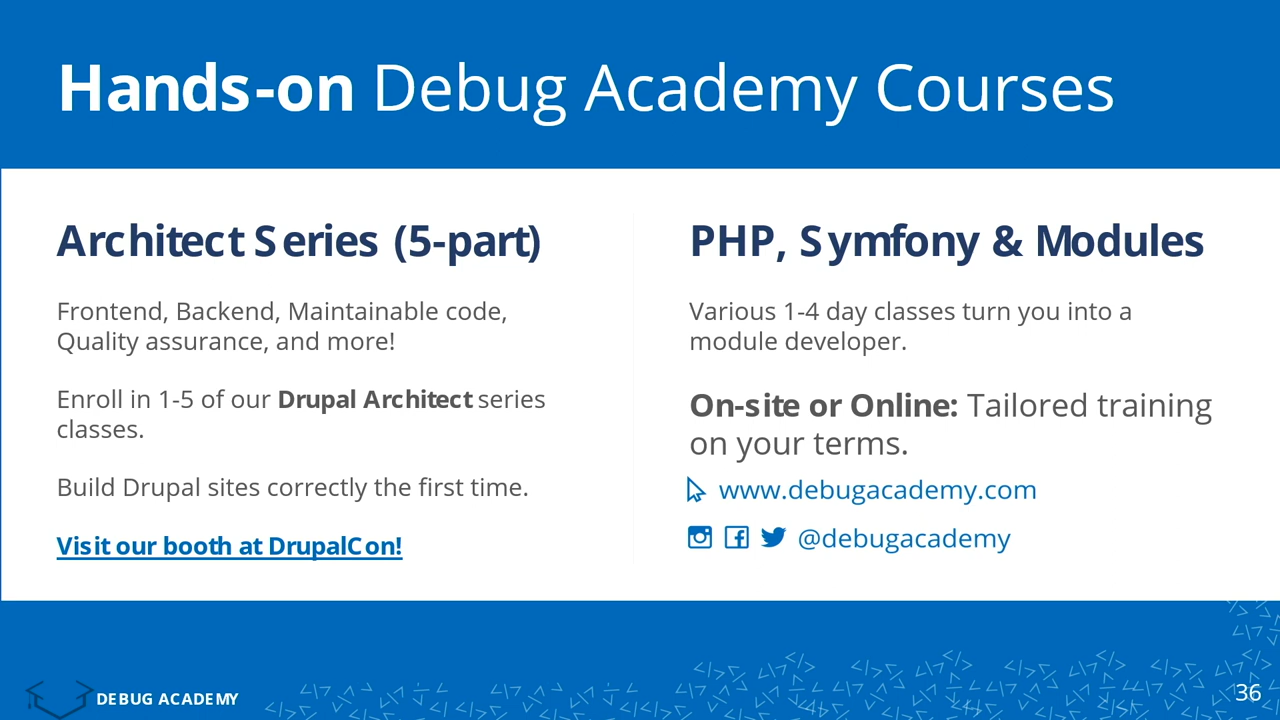 Hands-on Debug Academy Courses
Architect Series (5-part)
Frontend, Backend, Maintainable code,
Quality assurance, and more!
Enroll in 1-5 of our Drupal Architect series
classes.
Build Drupal sites correctly the first time.
Visit our booth at DrupalCon!
PHP, Symfony & Modules
Various 1-4 day classes turn you into a
module developer.
On-site or Online: Tailored training
on your terms.
www.debugacademy.com
@debugacademy
DEBUG ACADEMY
36